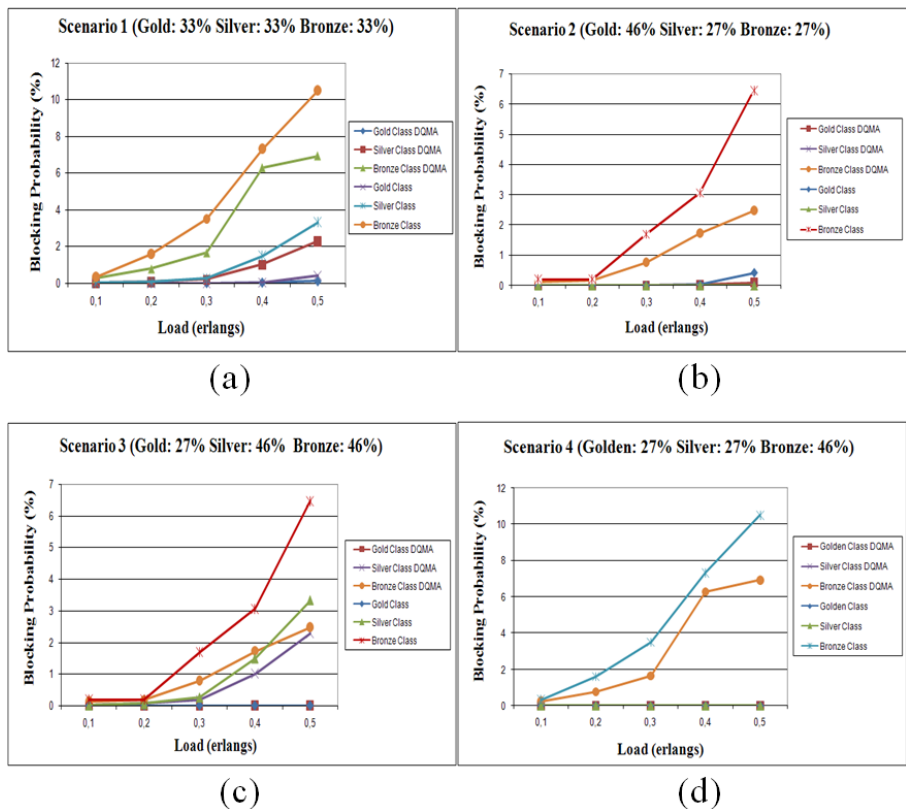 Scenario 1 (Gold: 33% Silver: 33% Bronze: 33%)
Blocking Probability (%)
12
10
8
6
4
2
0
0,1 0,2 0,3 0,4 0,5
Load (erlangs)
Gold Class DQMA
Silver Class DQMA
Bronze Class DQMA
Gold Class
Silver Class
Bronze Class
(a)
Scenario 2 (Gold: 46% Silver: 27% Bronze: 27%)
Blocking Probability (%)
7
6
5
4
3
2
1
0
0,1 0,2 0,3 0,4 0,5
Load (erlangs)
Gold Class DQMA
Silver Class DQMA
Bronze Class DQMA
Gold Class
Silver Class
Bronze Class
(b)
Scenario 3 (Gold: 27% Silver: 46% Bronze: 46%)
Blocking Probability (%)
7
6
5
4
3
2
1
0
0,1 0,2 0,3 0,4 0,5
Load (erlangs)
Gold Class DQMA
Silver Class DQMA
Bronze Class DQMA
Gold Class
Silver Class
Bronze Class
(c)
Scenario 4 (Golden: 27% Silver: 27% Bronze: 46%)
Blocking Probability (%)
12
10
8
6
4
2
0
0,1 0,2 0,3 0,4 0,5
Load (erlangs)
Golden Class DQMA
Silver Class DQMA
Bronze Class DQMA
Golden Class
Silver Class
Bronze Class
(d)